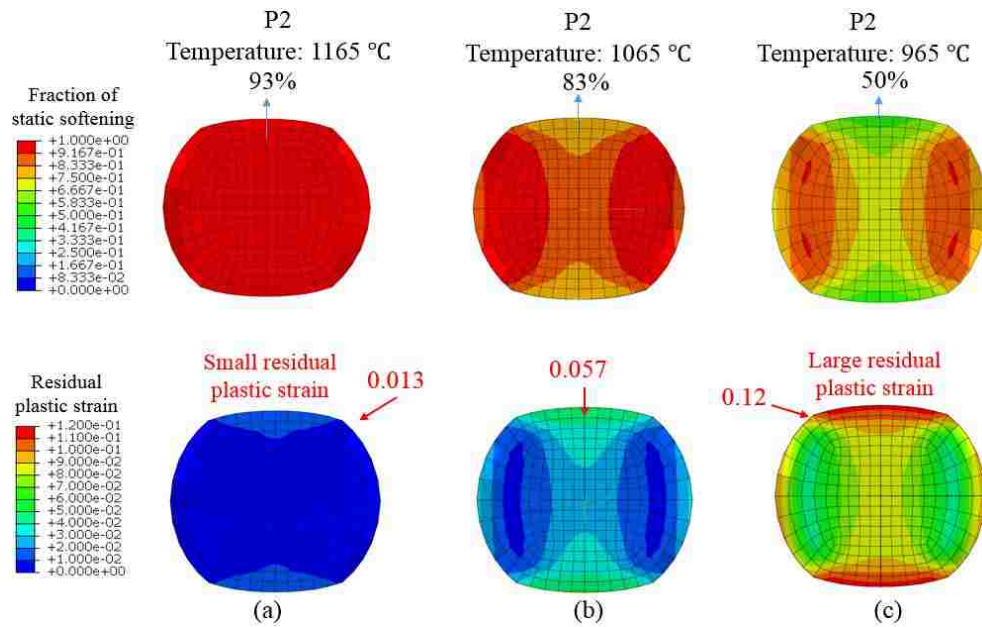 P2
Temperature: 1165 ℃
93%
P2
Temperature: 1065 ℃
83%
P2
Temperature: 965 ℃
50%
Fraction of
static softening
+1.000e+00
+9.167e-01
+8.333e-01
+7.500e-01
+6.667e-01
+5.833e-01
+5.000e-01
+4.167e-01
+3.333e-01
+2.500e-01
+1.667e-01
+8.333e-02
+0.000e+00
Residual
plastic strain
+1.200e-01
+1.100e-01
+1.000e-01
+9.000e-02
+8.000e-02
+7.000e-02
+6.000e-02
+5.000e-02
+4.000e-02
+3.000e-02
+2.000e-02
+1.000e-02
+0.000e+00
Small residual
plastic strain
0.013
0.057
Large residual
plastic strain
0.12
(a)
(b)
(c)